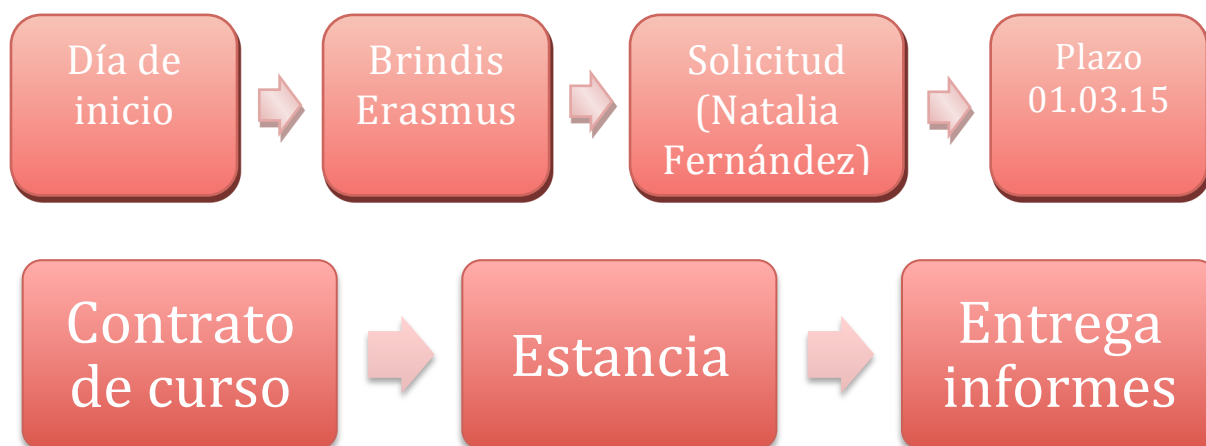 Día de
inicio
Brindis
Erasmus
Solicitud
(Natalia
Fernández)
Plazo
01.03.15
Contrato
de curso
Estancia
Entrega
informes